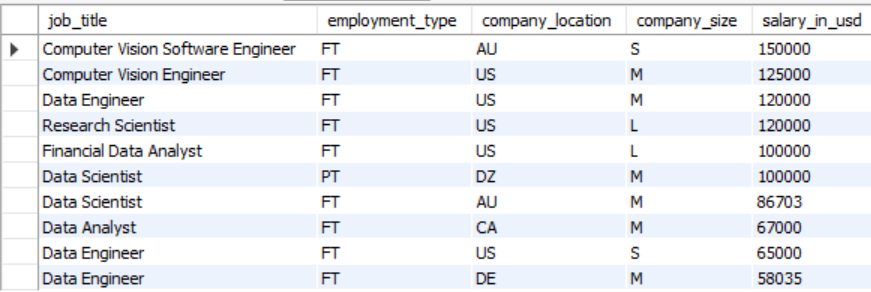 job_title employment_type company_location company_size salary_in_usd
Computer Vision Software Engineer FT AU S 150000
Computer Vision Engineer FT US M 125000
Data Engineer FT US M 120000
Research Scientist FT US L 120000
Financial Data Analyst FT US L 100000
Data Scientist PT DZ M 100000
Data Scientist FT AU M 86703
Data Analyst FT CA M 67000
Data Engineer FT US S 65000
Data Engineer FT DE M 58035